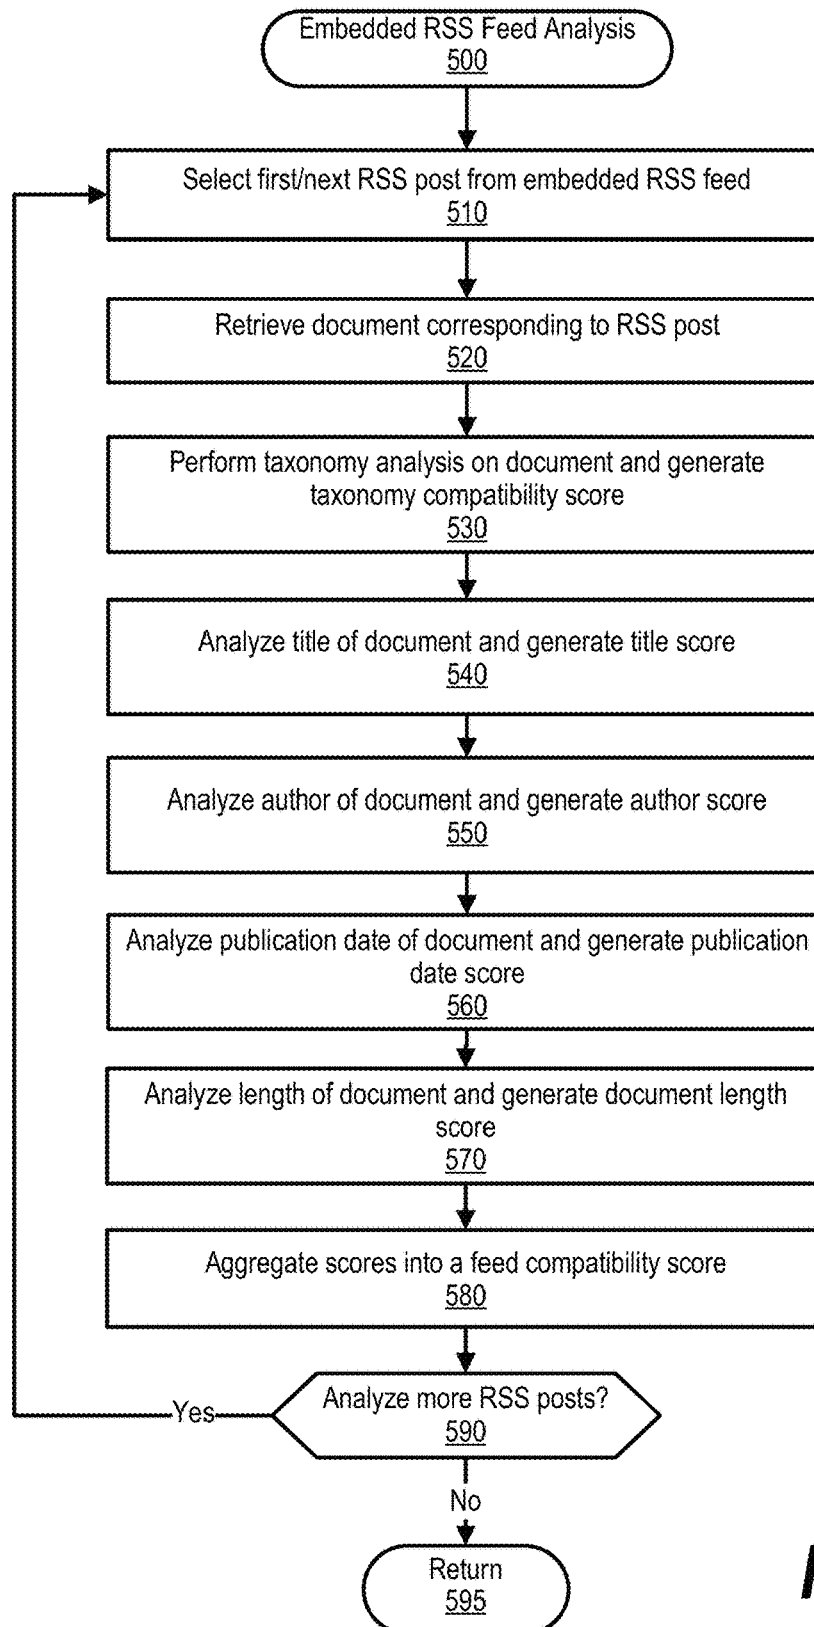 Embedded RSS Feed Analysis
500
Select first/next RSS post from embedded RSS feed
510
Retrieve document corresponding to RSS post
520
Perform taxonomy analysis on document and generate
taxonomy compatibility score
530
Analyze title of document and generate title score
540
Analyze author of document and generate author score
550
Analyze publication date of document and generate publication
date score
560
Analyze length of document and generate document length
score
570
Aggregate scores into a feed compatibility score
580
Analyze more RSS posts?
590
Yes
No
Return
595